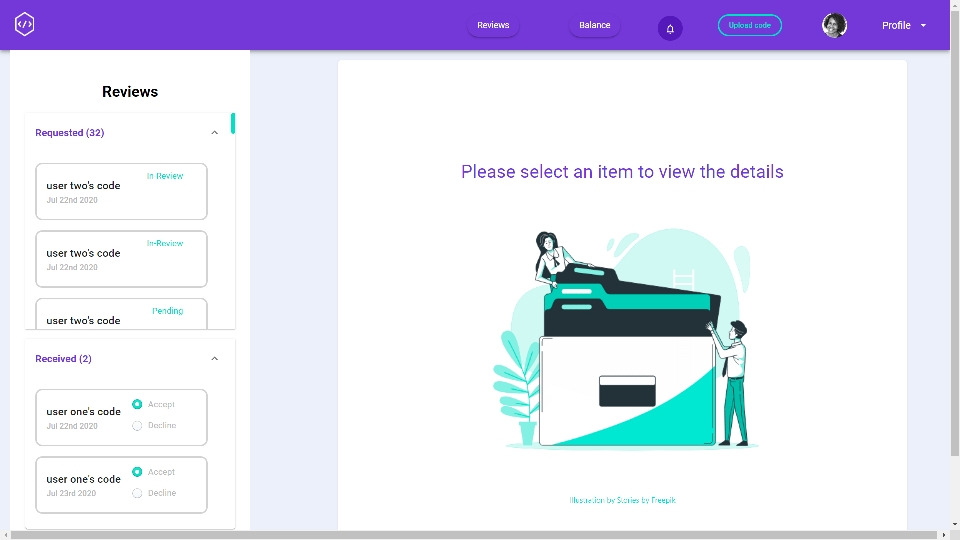 </>
Reviews
Balance
Upload code
Profile
Reviews
Requested (32)
In-Review
user two's code
Jul 22nd 2020
In-Review
user two's code
Jul 22nd 2020
Pending
user two's code
Received (2)
user one's code
Jul 22nd 2020
Accept
Decline
user one's code
Jul 23rd 2020
Accept
Decline
Please select an item to view the details
Illustration by Stories by Freepik